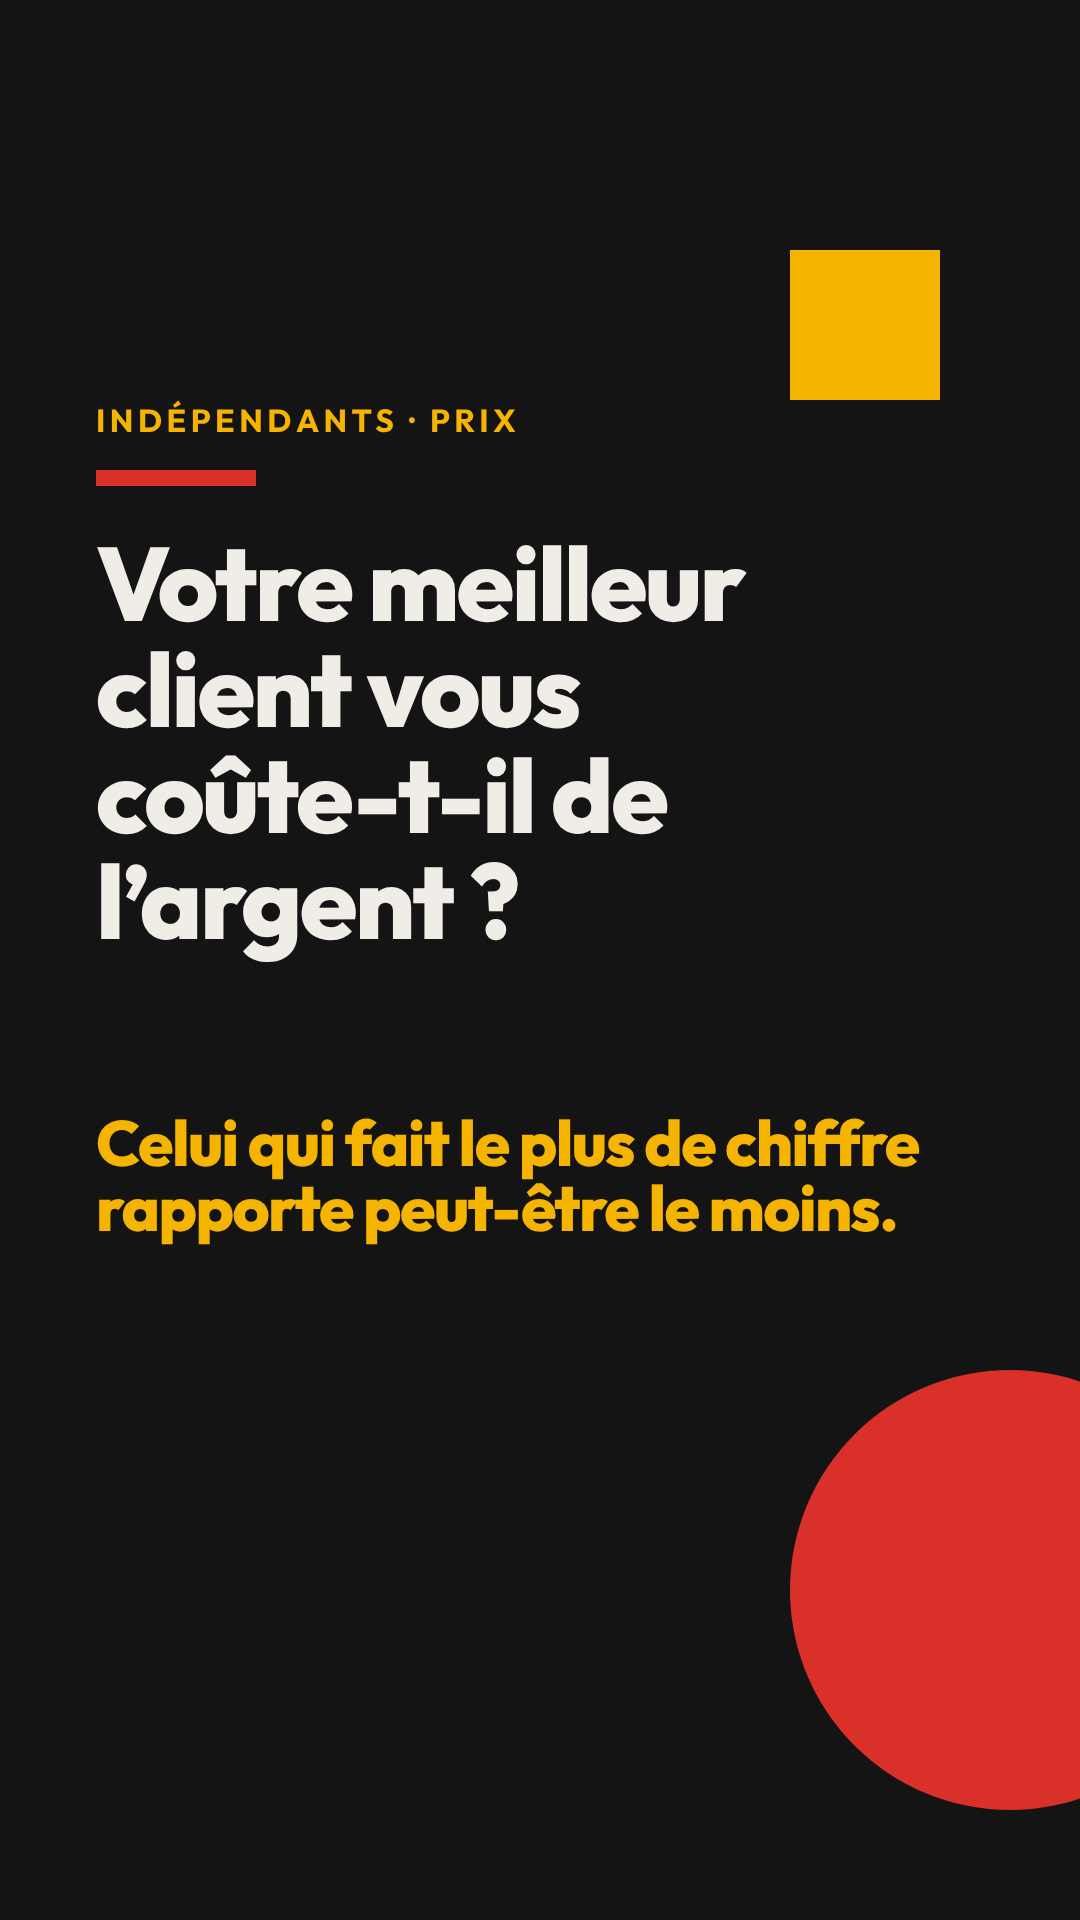 INDÉPENDANTS · PRIX
Votre meilleur
client vous
coûte-t-il de
l’argent ?
Celui qui fait le plus de chiffre
rapporte peut-être le moins.